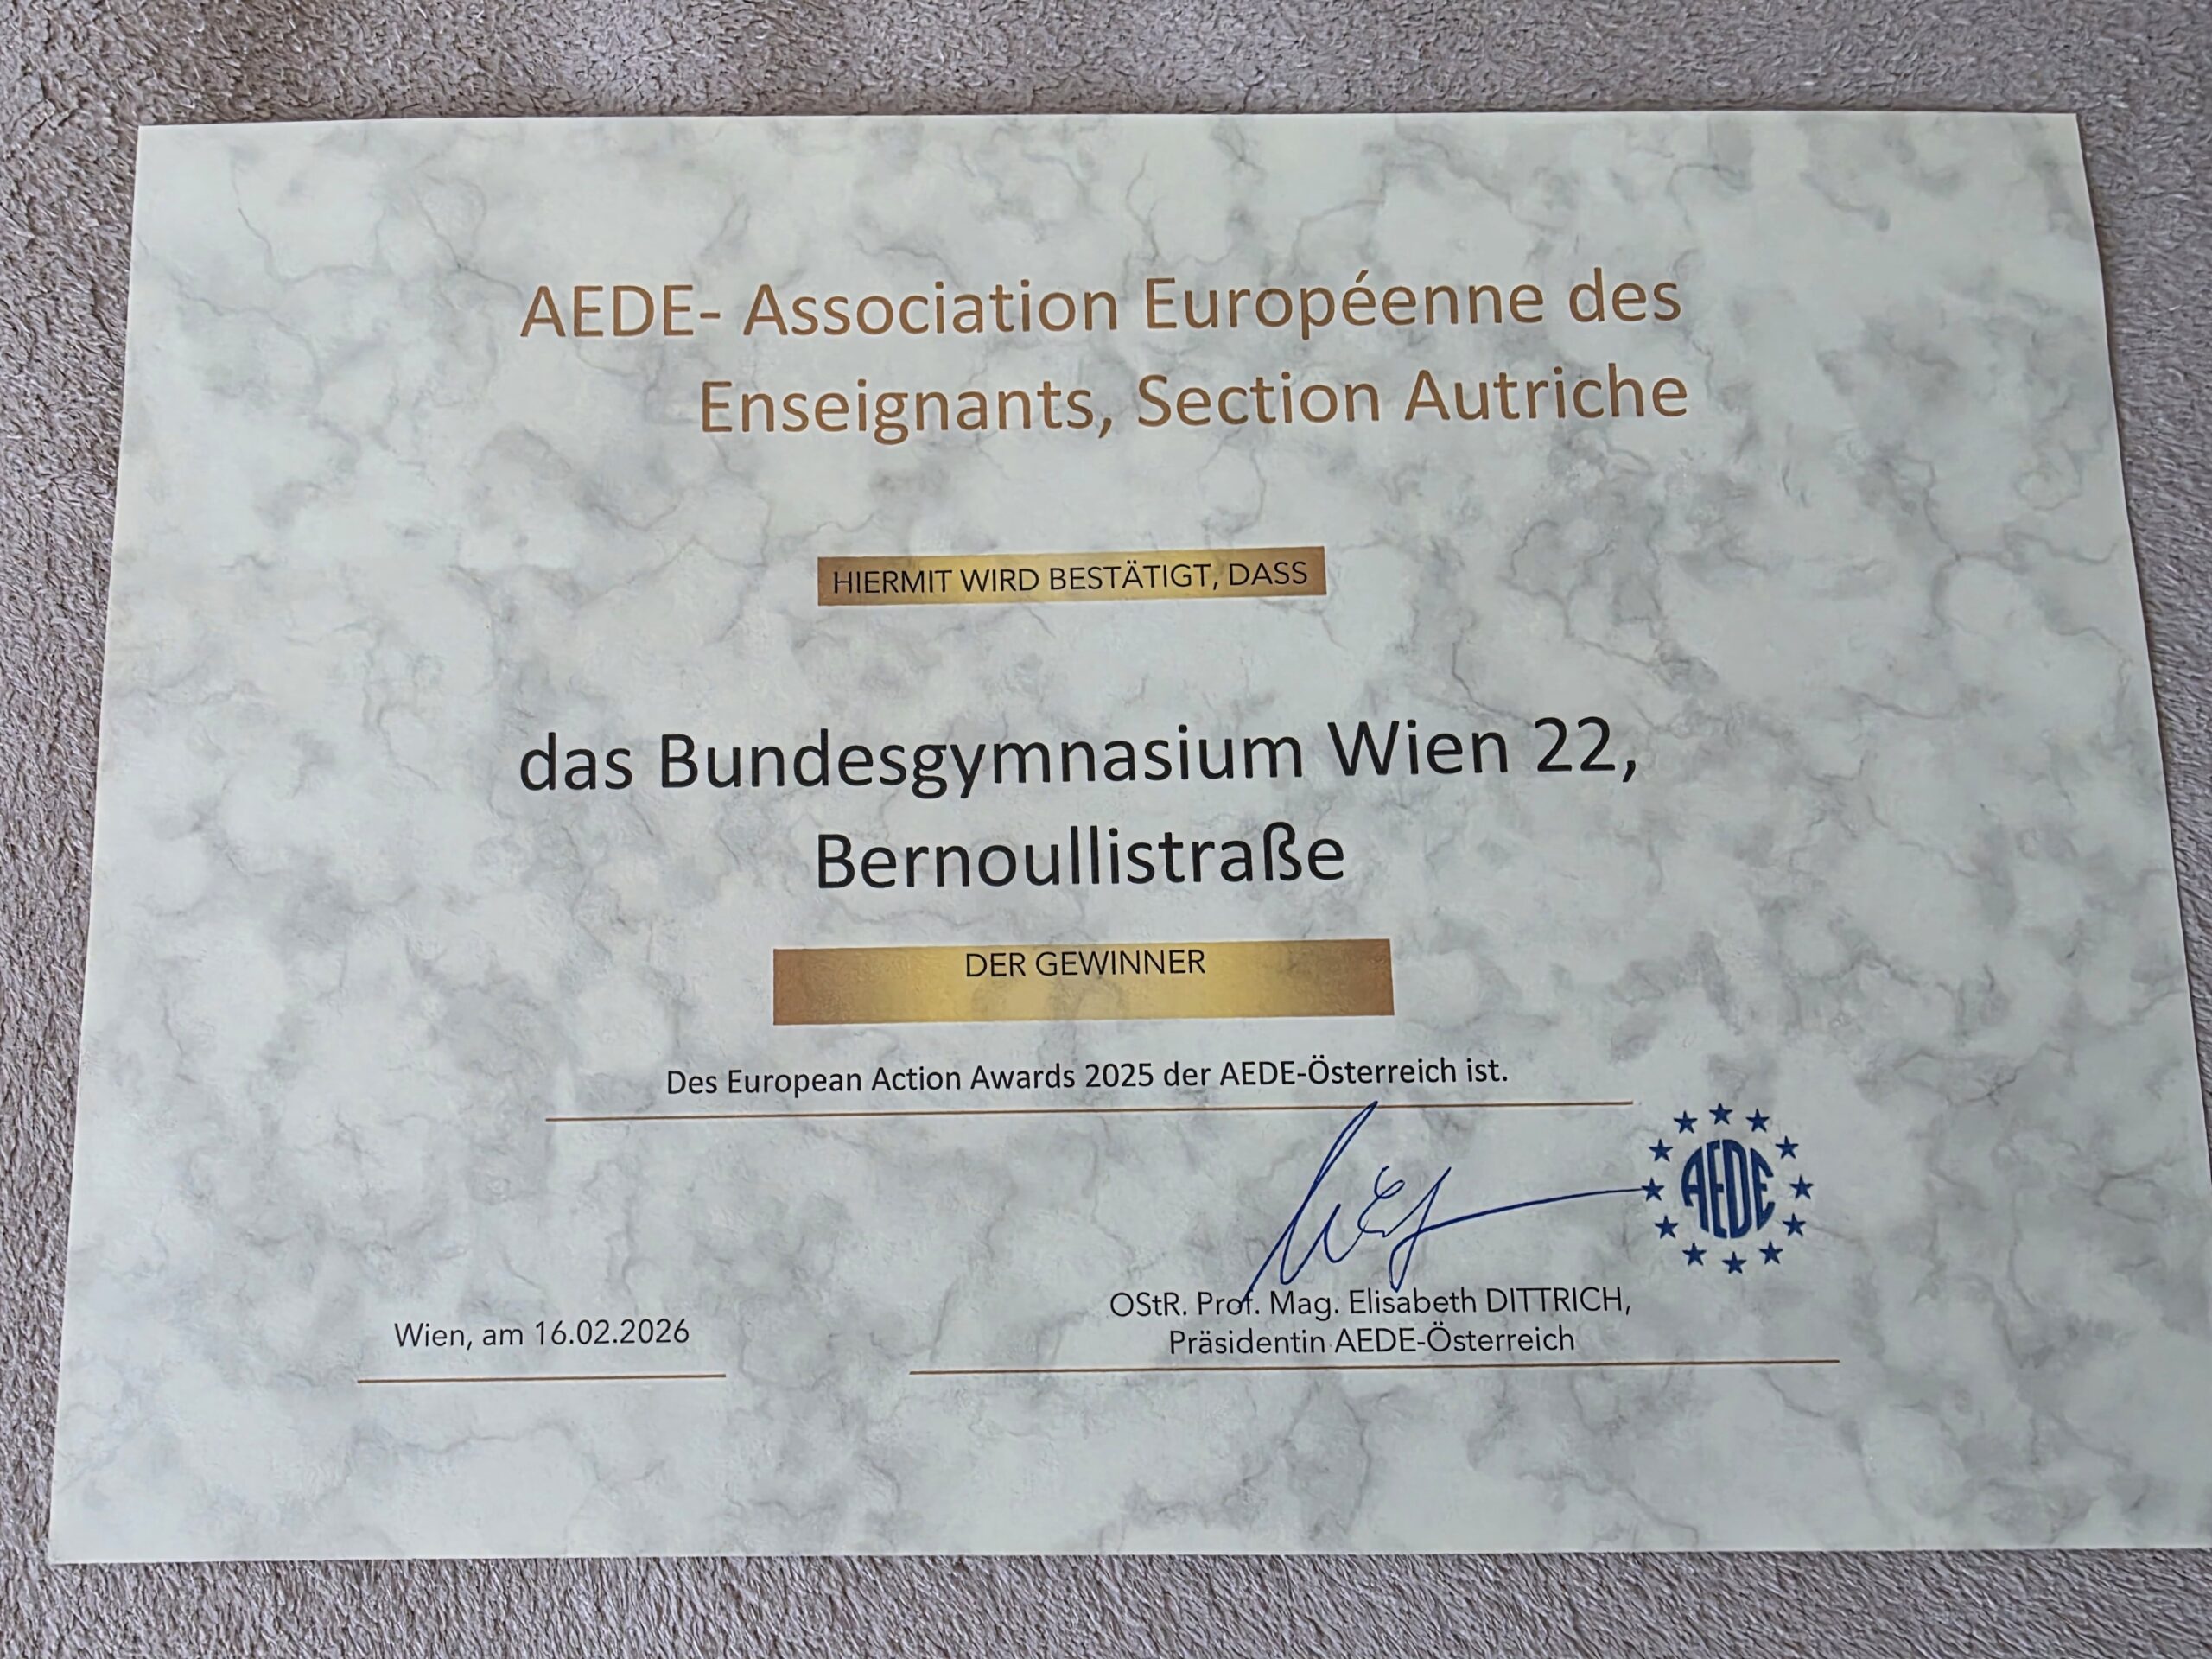 AEDE- Association Européenne des
Enseignants, Section Autriche
HIERMIT WIRD BESTÄTIGT, DASS
das Bundesgymnasium Wien 22,
Bernoullistraße
DER GEWINNER
Des European Action Awards 2025 der AEDE-Österreich ist.
AEDE
OStR. Prof. Mag. Elisabeth DITTRICH,
Präsidentin AEDE-Österreich
Wien, am 16.02.2026